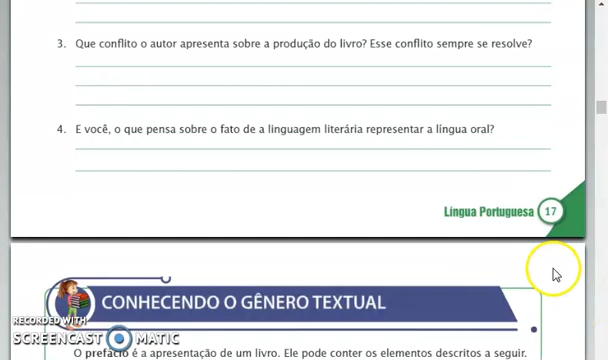 3. Que conflito o autor apresenta sobre a produção do livro? Esse conflito sempre se resolve?
4. E você, o que pensa sobre o fato de a linguagem literária representar a língua oral?
Língua Portuguesa 17
CONHECENDO O GÊNERO TEXTUAL
RECORDED WITH
SCREENCAST MATIC
O prefácio é a apresentação de um livro. Ele pode conter os elementos descritos a seguir.